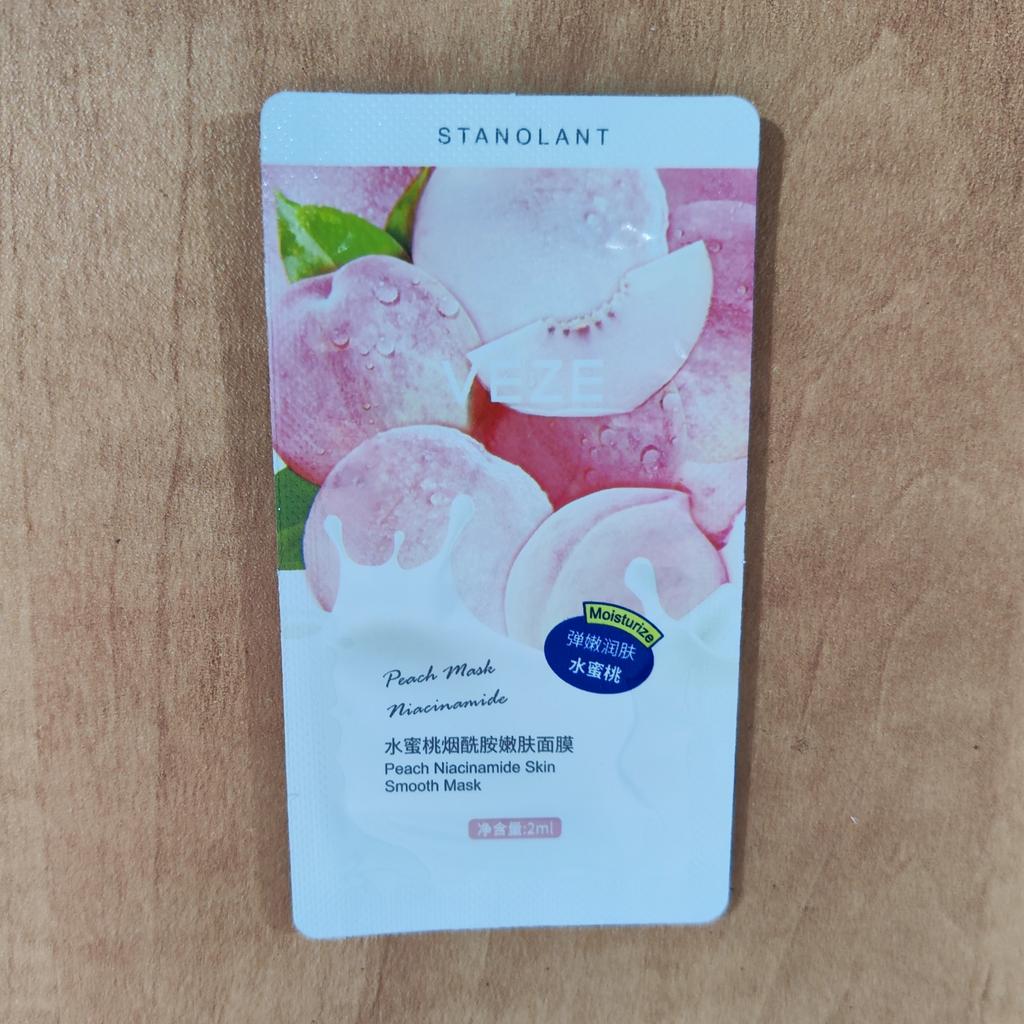 STANOLANT
VEZE
Moisturize
弹嫩润肤
水蜜桃
Peach Mask
Niacinamide
水蜜桃烟酰胺嫩肤面膜
Peach Niacinamide Skin
Smooth Mask
净含量:2ml